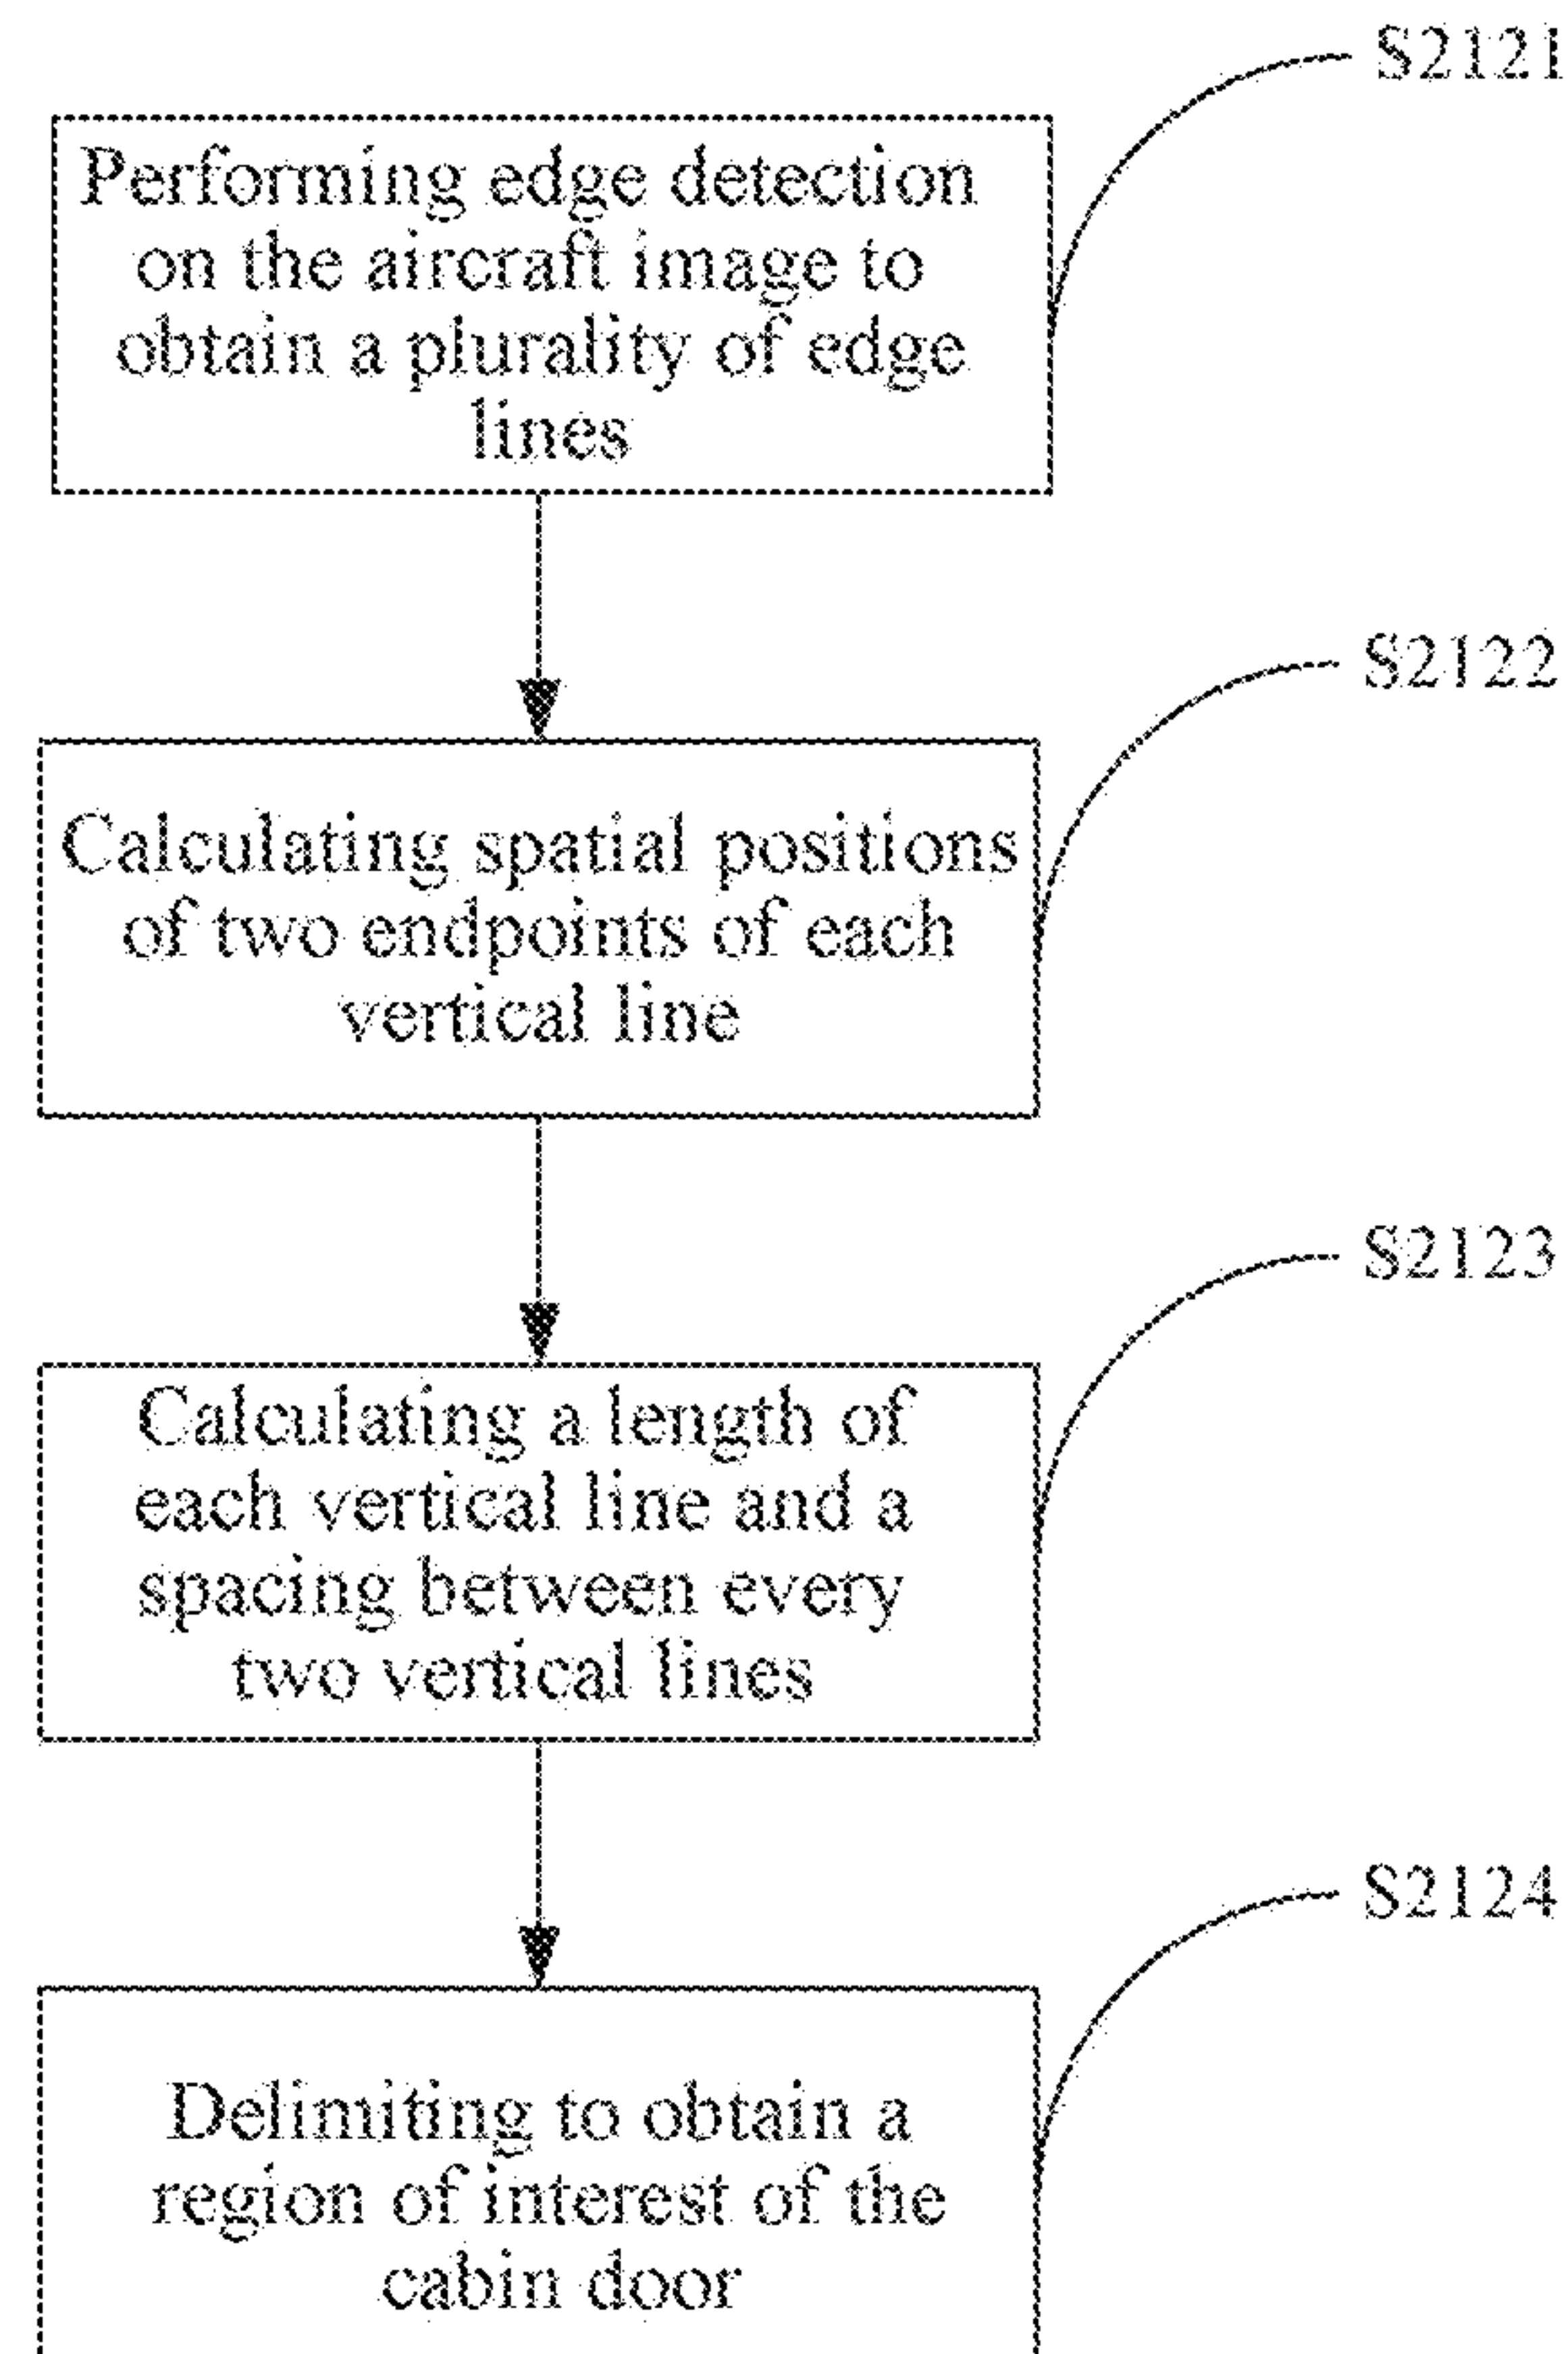 S2121
Performing edge detection
on the aircraft image to
obtain a plurality of edge
lines
S2122
Calculating spatial positions
of two endpoints of each
vertical line
S2123
Calculating a length of
each vertical line and a
spacing between every
two vertical lines
S2124
Delimiting to obtain a
region of interest of the
cabin door